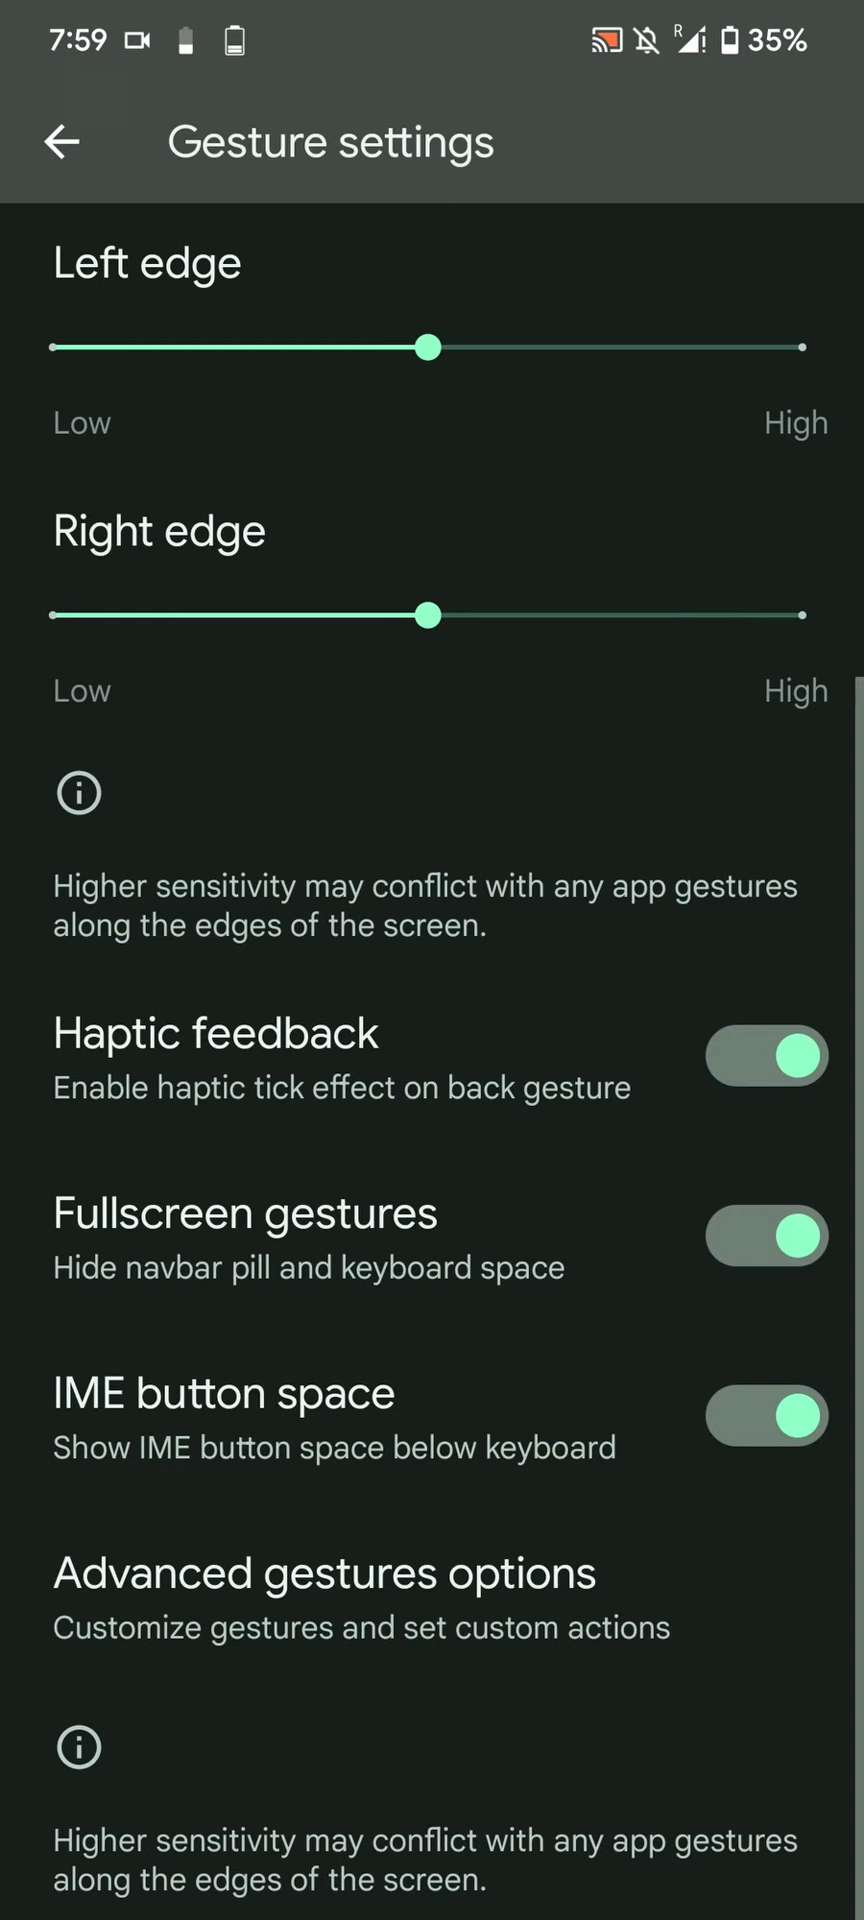 7:59
R
35%
Gesture settings
Left edge
Low
High
Right edge
Low
High
Higher sensitivity may conflict with any app gestures
along the edges of the screen.
Haptic feedback
Enable haptic tick effect on back gesture
Fullscreen gestures
Hide navbar pill and keyboard space
IME button space
Show IME button space below keyboard
Advanced gestures options
Customize gestures and set custom actions
Higher sensitivity may conflict with any app gestures
along the edges of the screen.